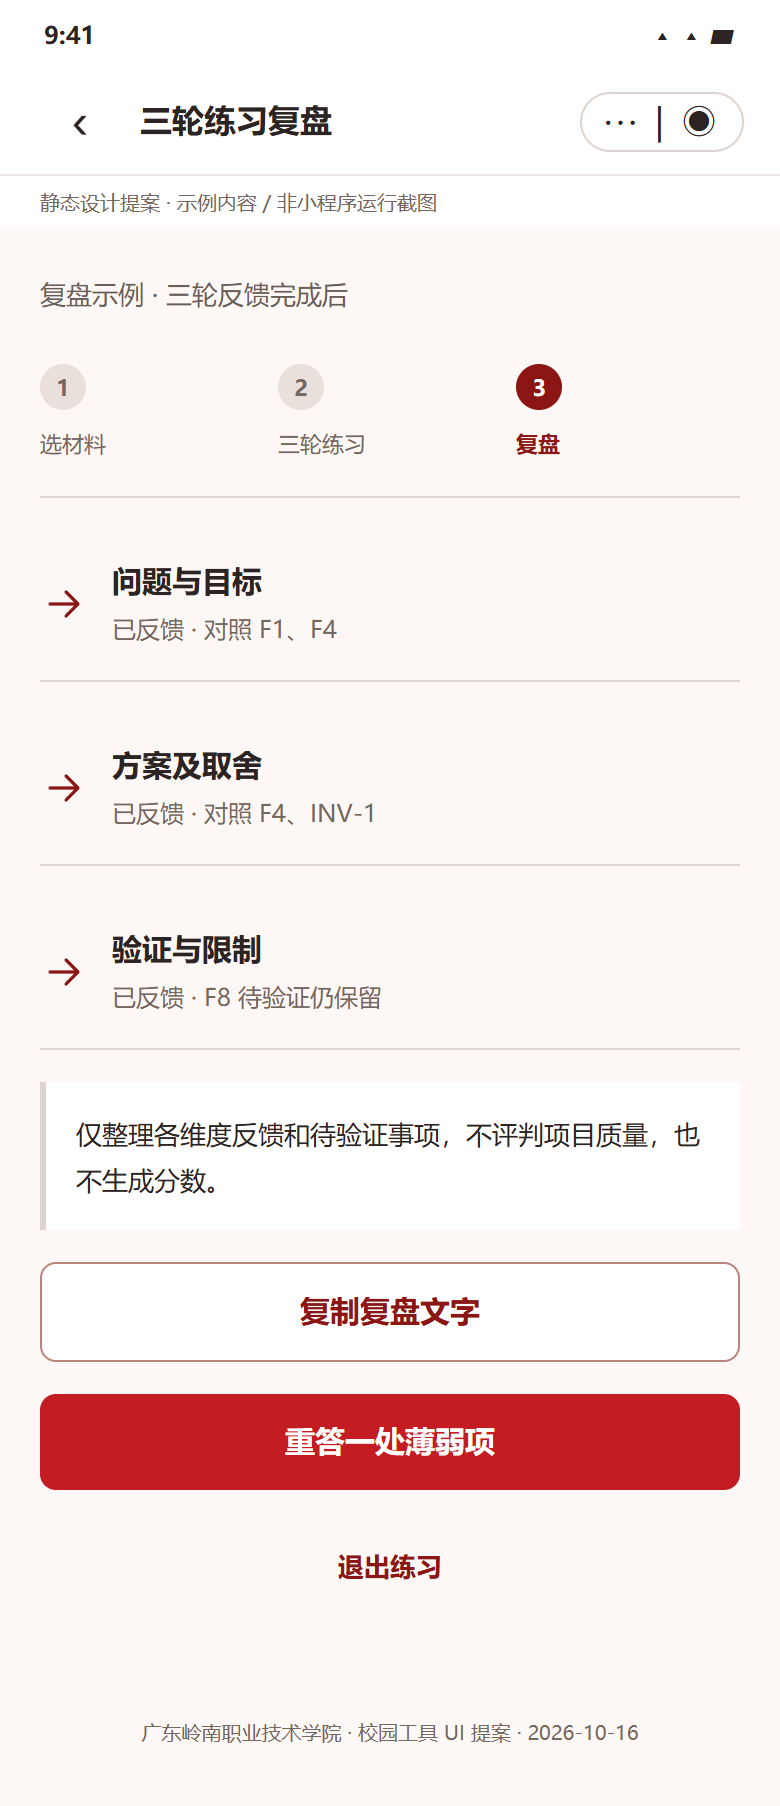 9:41
三轮练习复盘
静态设计提案 · 示例内容 / 非小程序运行截图
复盘示例 · 三轮反馈完成后
1
2
3
选材料
三轮练习
复盘
问题与目标
已反馈 · 对照 F1、F4
方案及取舍
已反馈 · 对照 F4、INV-1
验证与限制
已反馈 · F8 待验证仍保留
仅整理各维度反馈和待验证事项，不评判项目质量，也
不生成分数。
复制复盘文字
重答一处薄弱项
退出练习
广东岭南职业技术学院 · 校园工具 UI 提案 · 2026-10-16